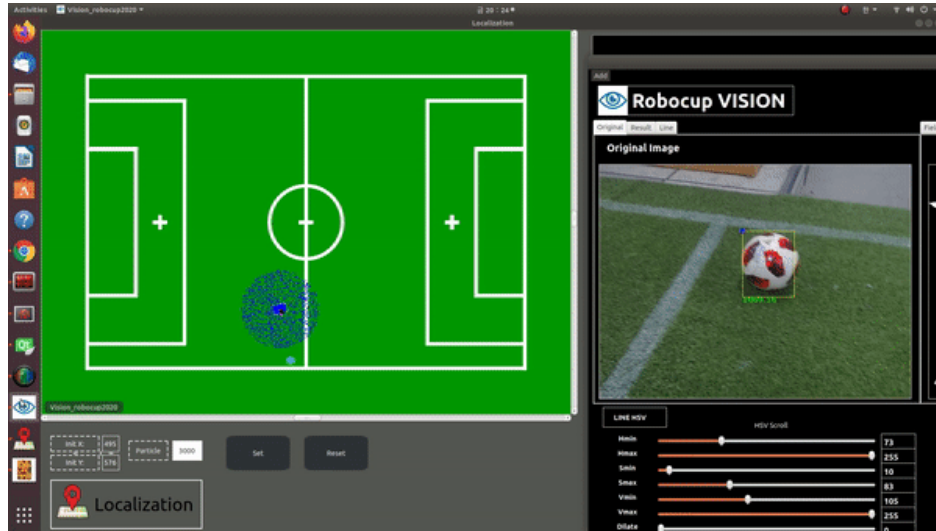 Activities
Vision_robocup2020
금 20 : 24
Localization
Add
Robocup VISION
Original
Result
Line
Original Image
Vision_robocup2020
Init X:
495
Init Y:
576
Particle
3000
Set
Reset
Localization
LINE HSV
HSV Scroll
Hmin
73
Hmax
255
Smin
10
Smax
83
Vmin
105
Vmax
255
Dilate
0